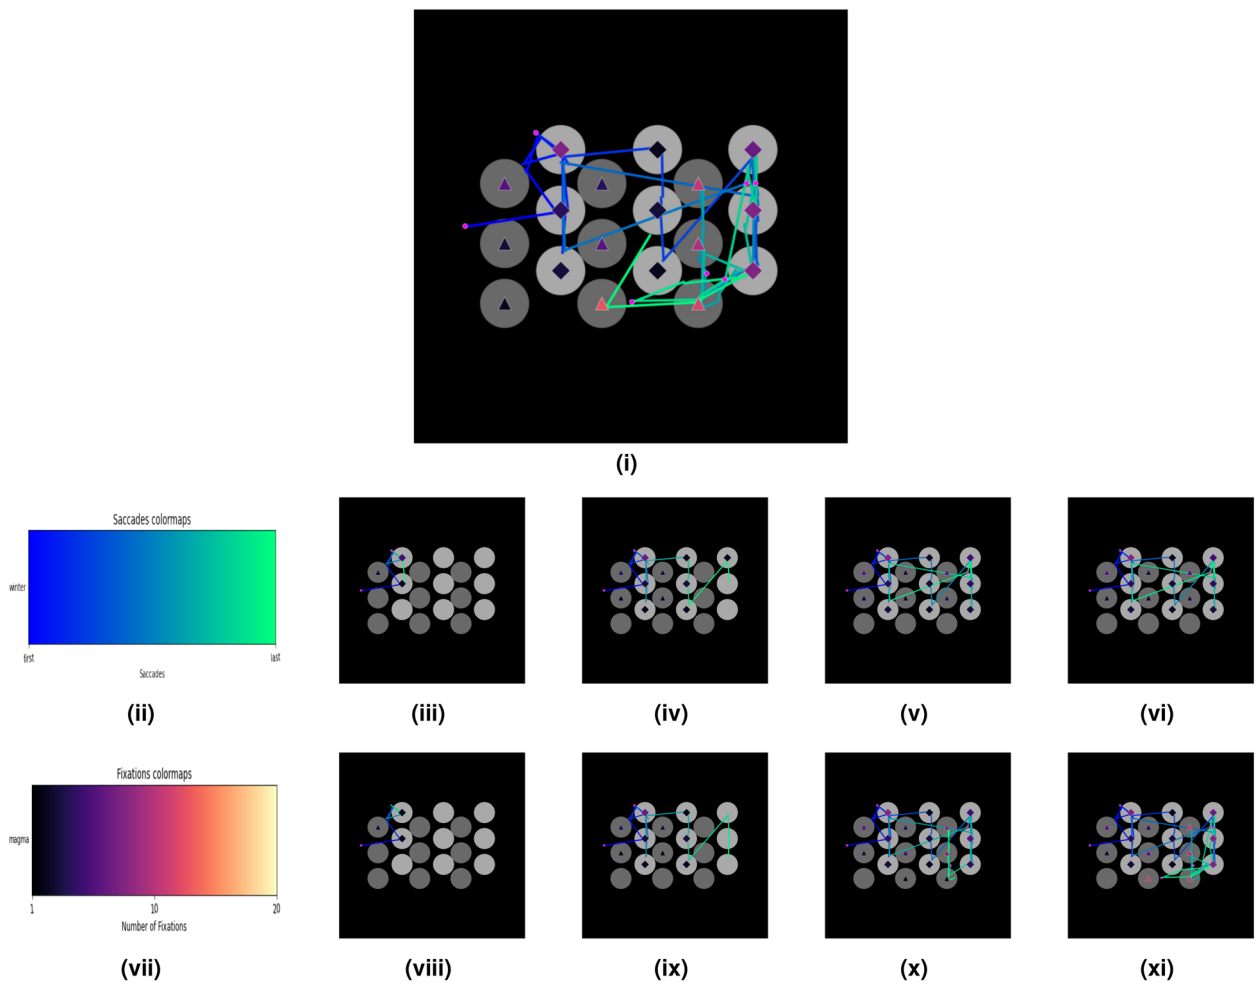 (i)
Saccades colormaps
winter
first
last
Saccades
(ii)
(iii)
(iv)
(v)
(vi)
Fixations colormaps
magma
1
10
20
Number of Fixations
(vii)
(viii)
(ix)
(x)
(xi)